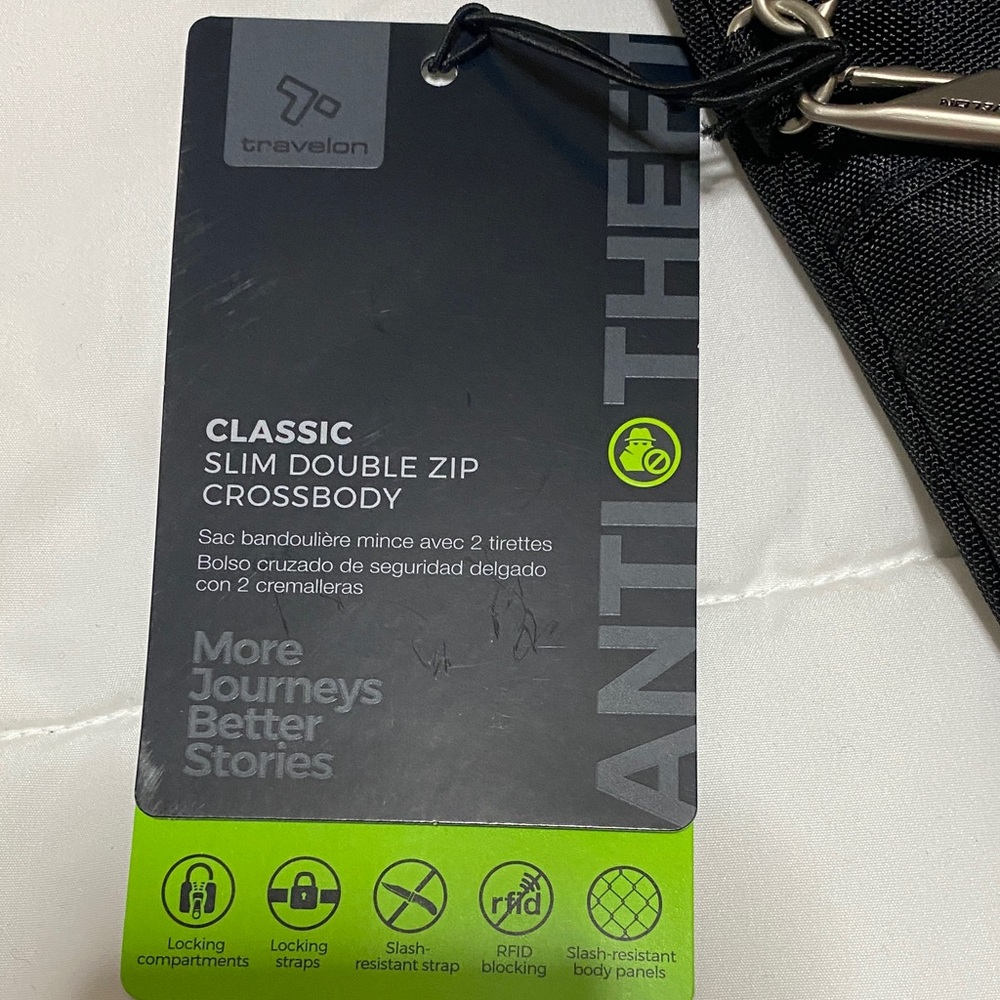 travelon
ANTI THEFT
CLASSIC
SLIM DOUBLE ZIP
CROSSBODY
Sac bandoulière mince avec 2 tirettes
Bolso cruzado de seguridad delgado
con 2 cremalleras
More
Journeys
Better
Stories
rfid
Locking
compartments
Locking
straps
Slash-
resistant strap
RFID
blocking
Slash-resistant
body panels